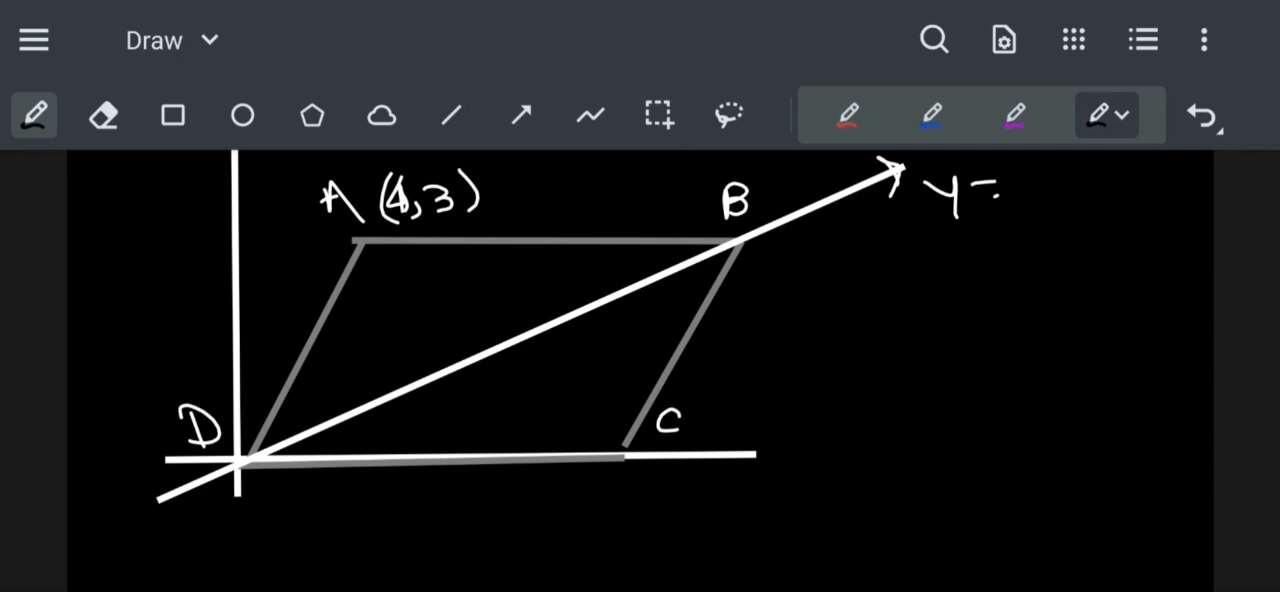 Draw
A (4,3)
B
y =
D
C